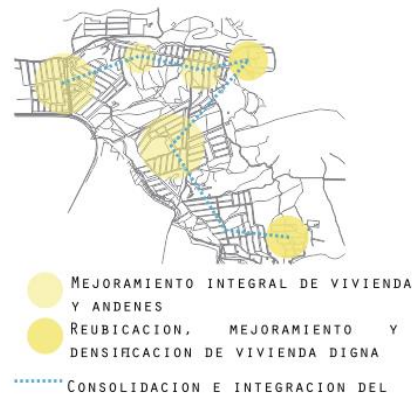 MEJORAMIENTO INTEGRAL DE VIVIENDA
Y ANDENES
REUBICACION, MEJORAMIENTO Y
DENSIFICACION DE VIVIENDA DIGNA
CONSOLIDACION E INTEGRACION DEL